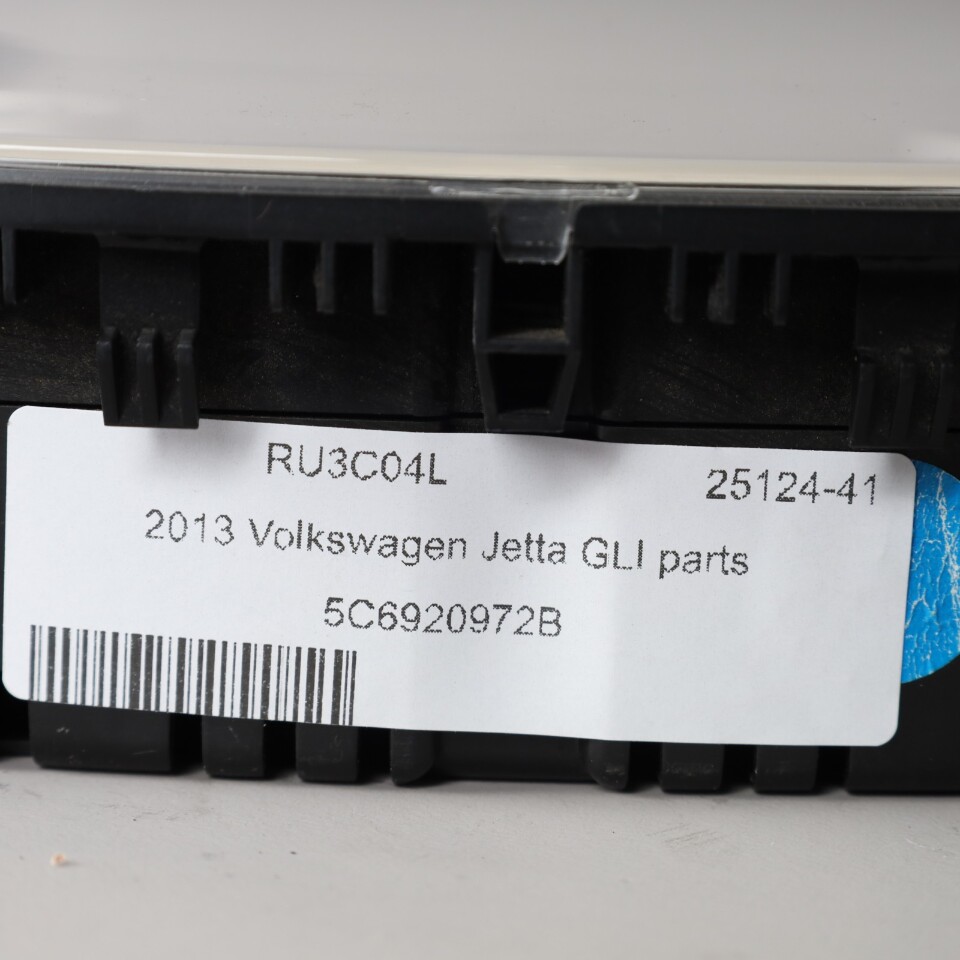 RU3C04L 25124-41
2013 Volkswagen Jetta GLI parts
5C6920972B